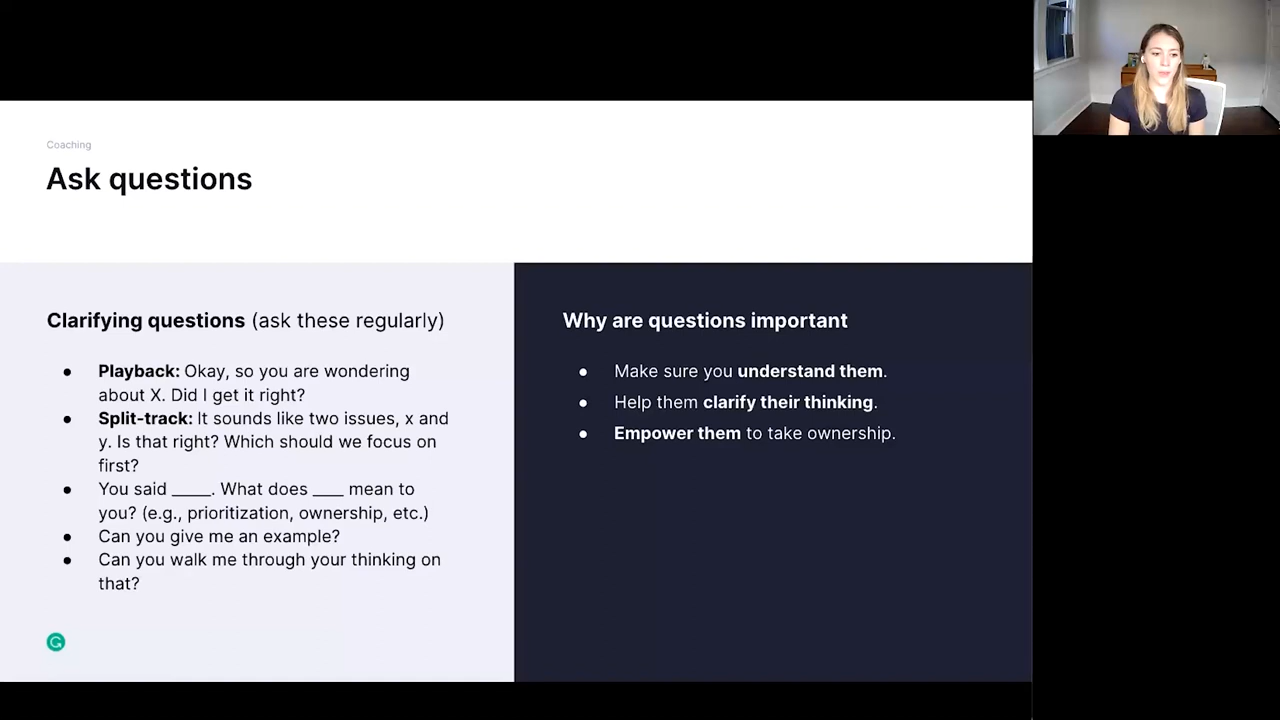 Coaching
Ask questions
Clarifying questions (ask these regularly)
● Playback: Okay, so you are wondering
about X. Did I get it right?
● Split-track: It sounds like two issues, x and
y. Is that right? Which should we focus on
first?
● You said _____. What does ____ mean to
you? (e.g., prioritization, ownership, etc.)
● Can you give me an example?
● Can you walk me through your thinking on
that?
Why are questions important
● Make sure you understand them.
● Help them clarify their thinking.
● Empower them to take ownership.